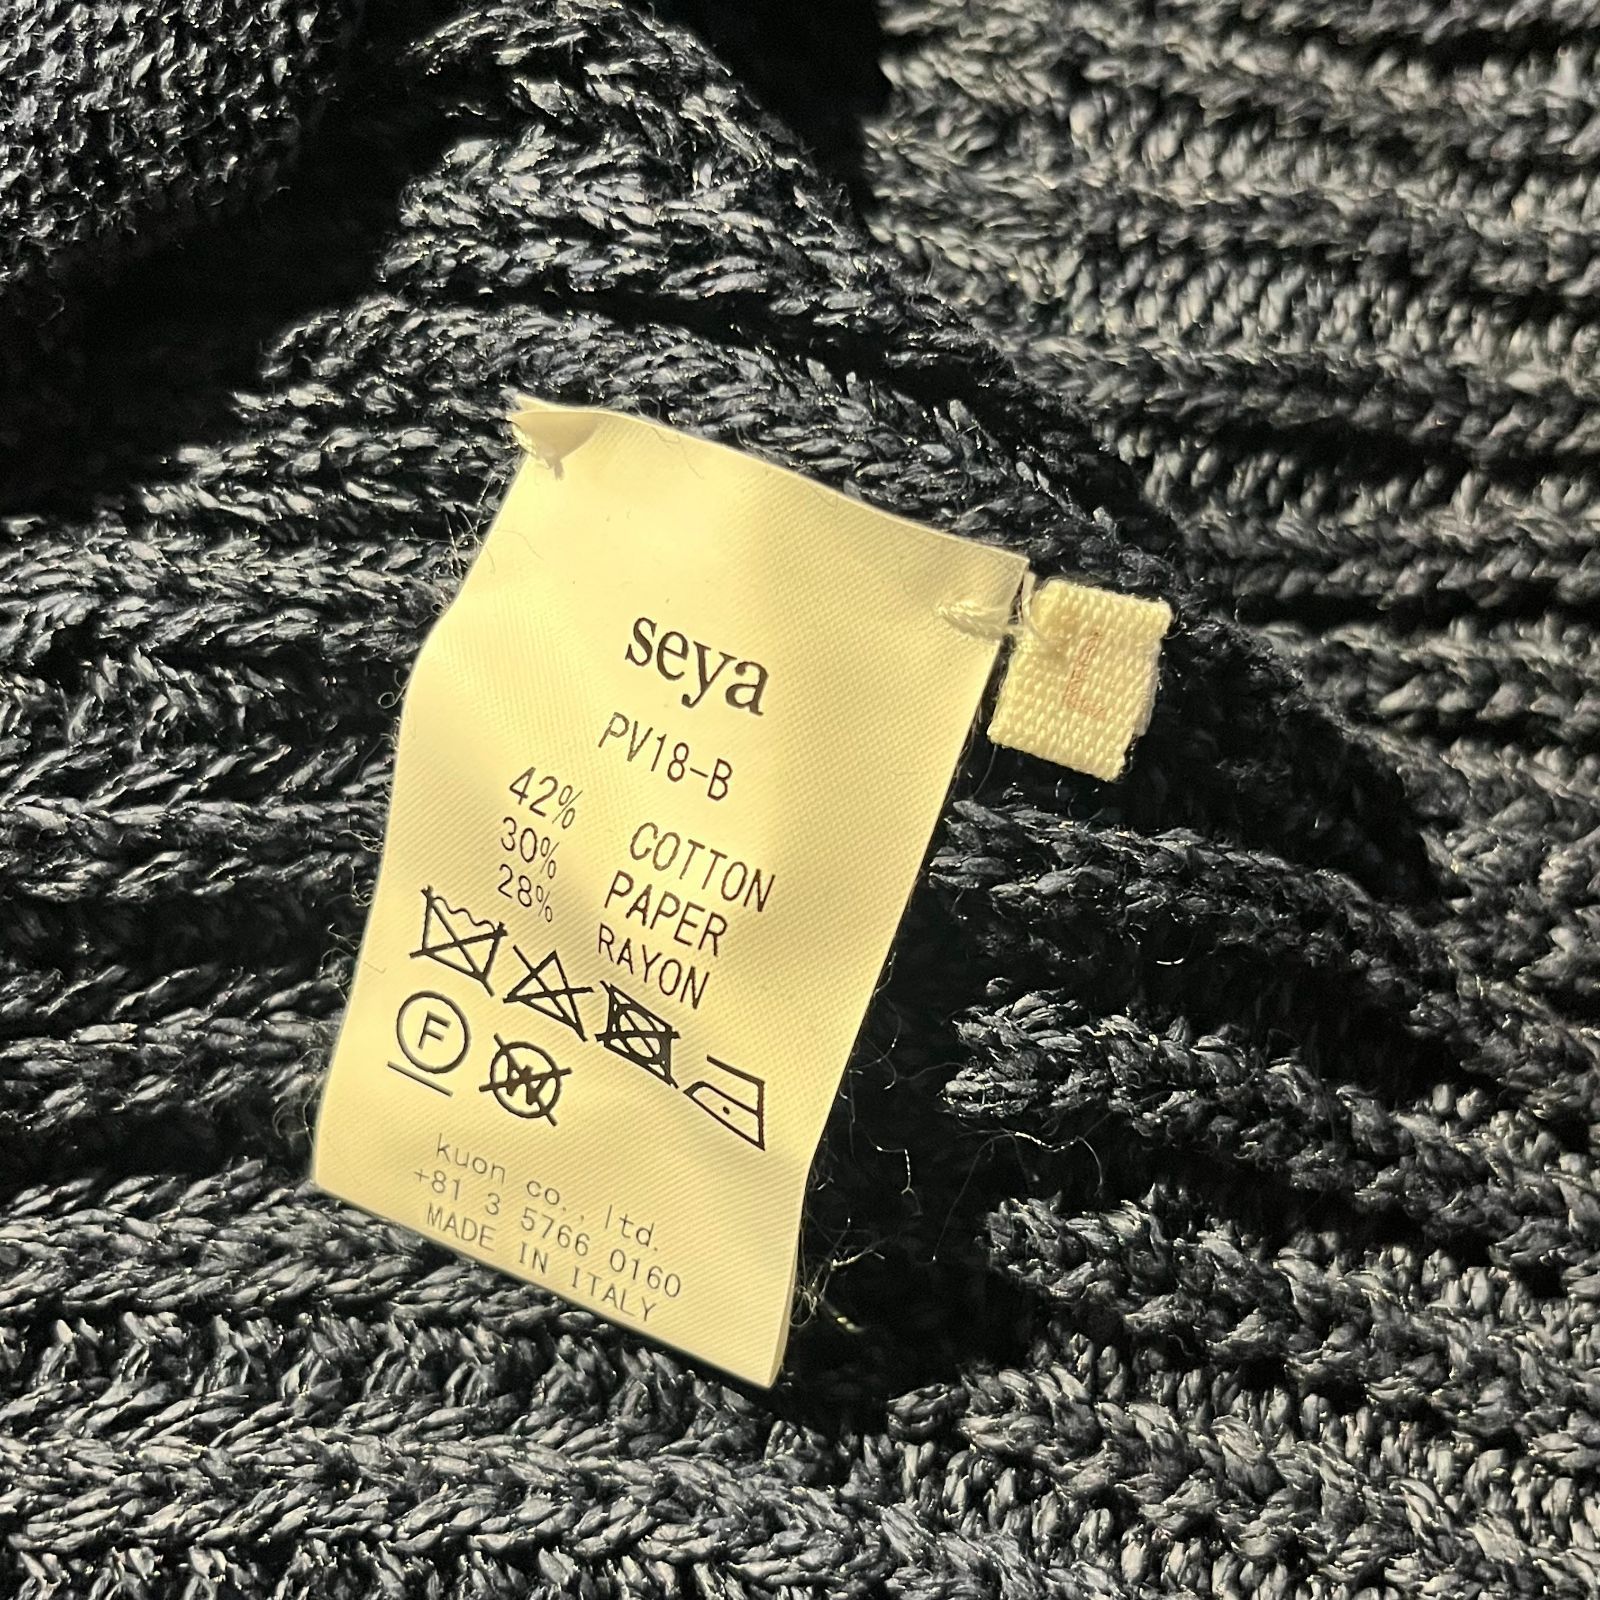 seya
PV18-B
42% COTTON
30% PAPER
28% RAYON
F
W
kuon co., ltd.
+81 3 5766 0160
MADE IN ITALY
L